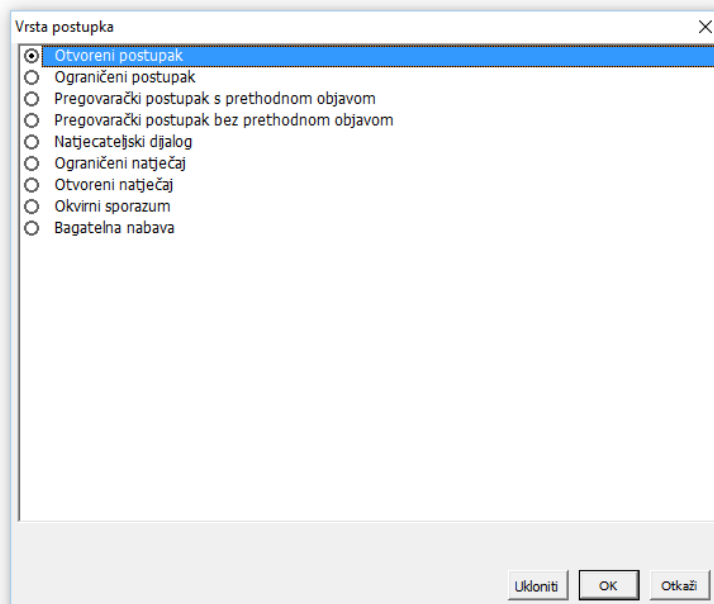 Vrsta postupka
Otvoreni postupak
Ograničeni postupak
Pregovarački postupak s prethodnom objavom
Pregovarački postupak bez prethodnom objavom
Natjecateljski dijalog
Ograničeni natječaj
Otvoreni natječaj
Okvirni sporazum
Bagatelna nabava
Ukloniti OK Otkaži